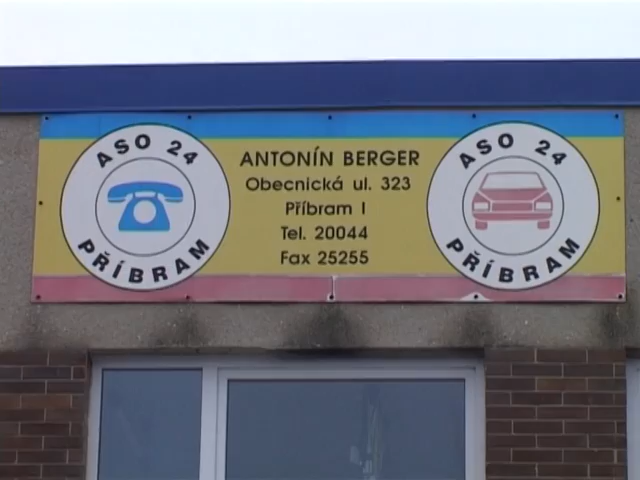 ASO 24
PŘÍBRAM
ANTONÍN BERGER
Obecnická ul. 323
Příbram I
Tel. 20044
Fax 25255
ASO 24
PŘÍBRAM